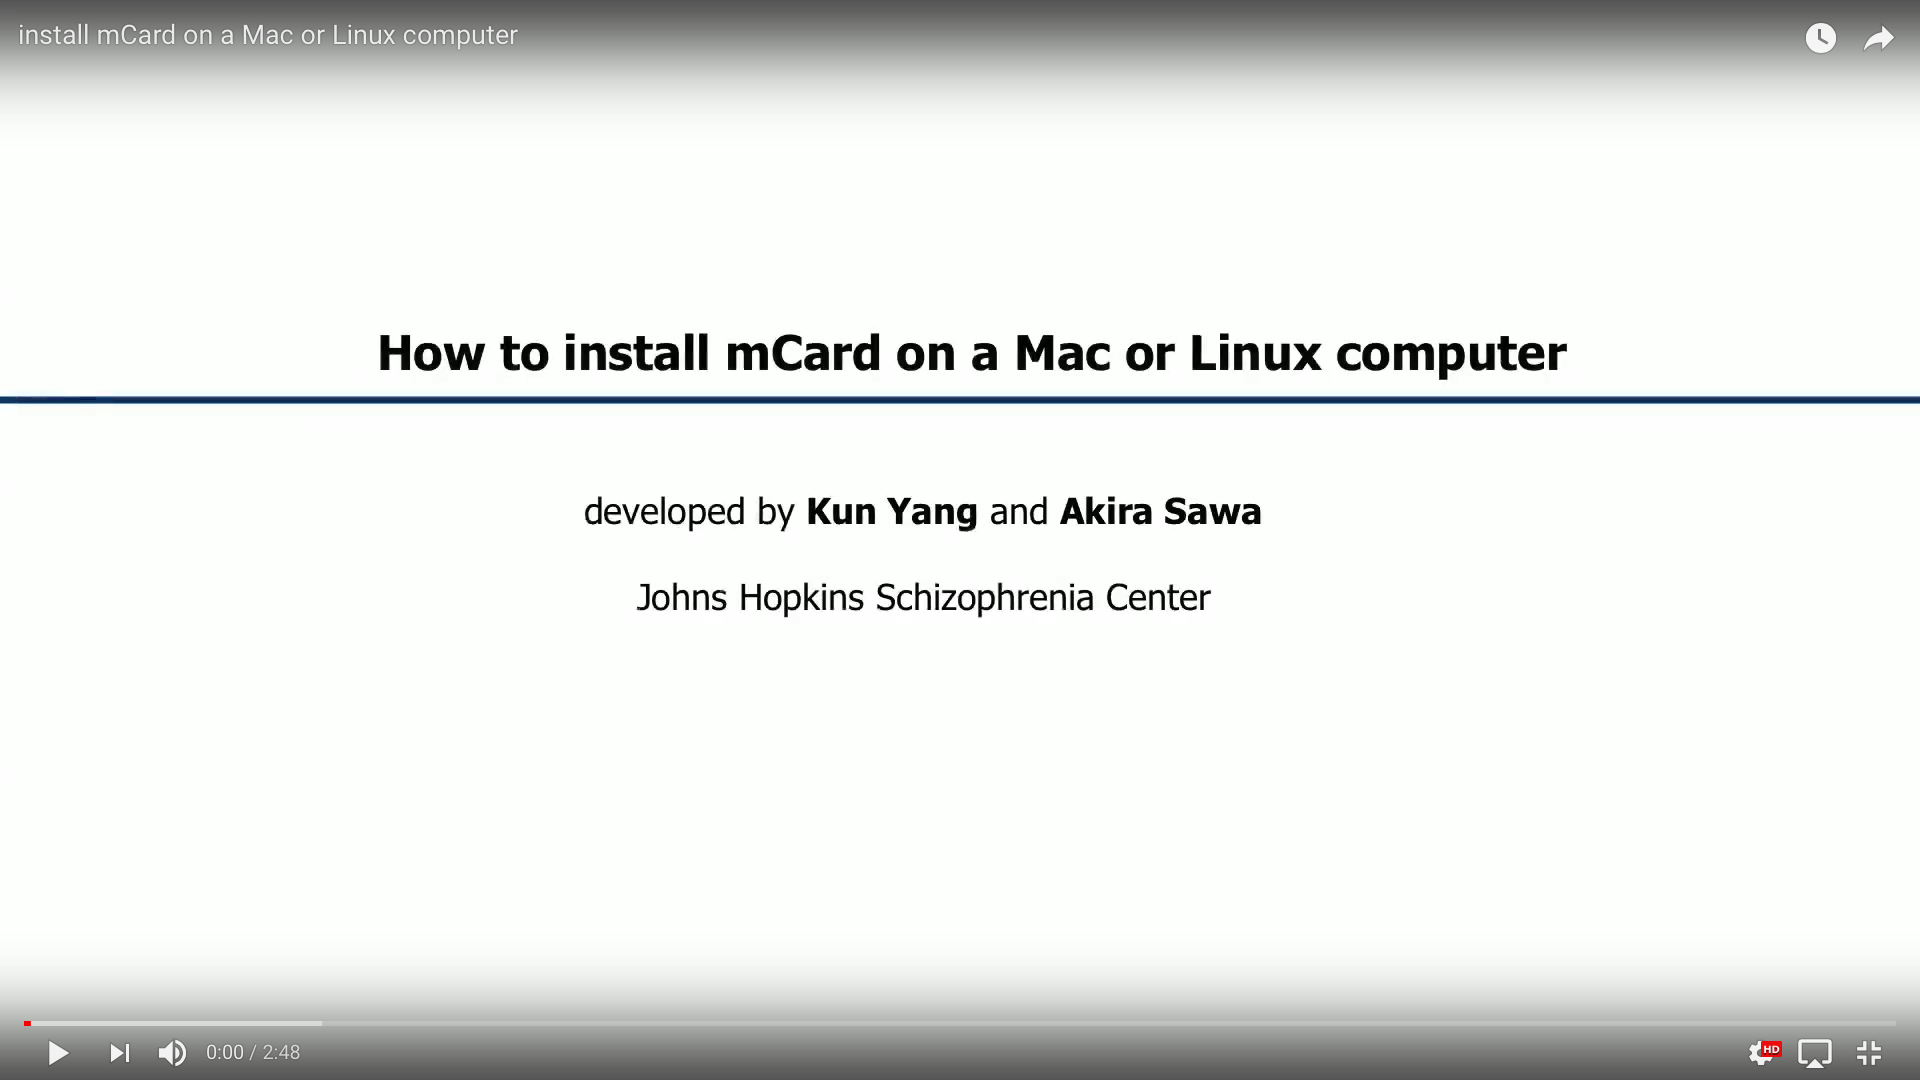 install mCard on a Mac or Linux computer
How to install mCard on a Mac or Linux computer
developed by Kun Yang and Akira Sawa
Johns Hopkins Schizophrenia Center
0:00 / 2:48
HD